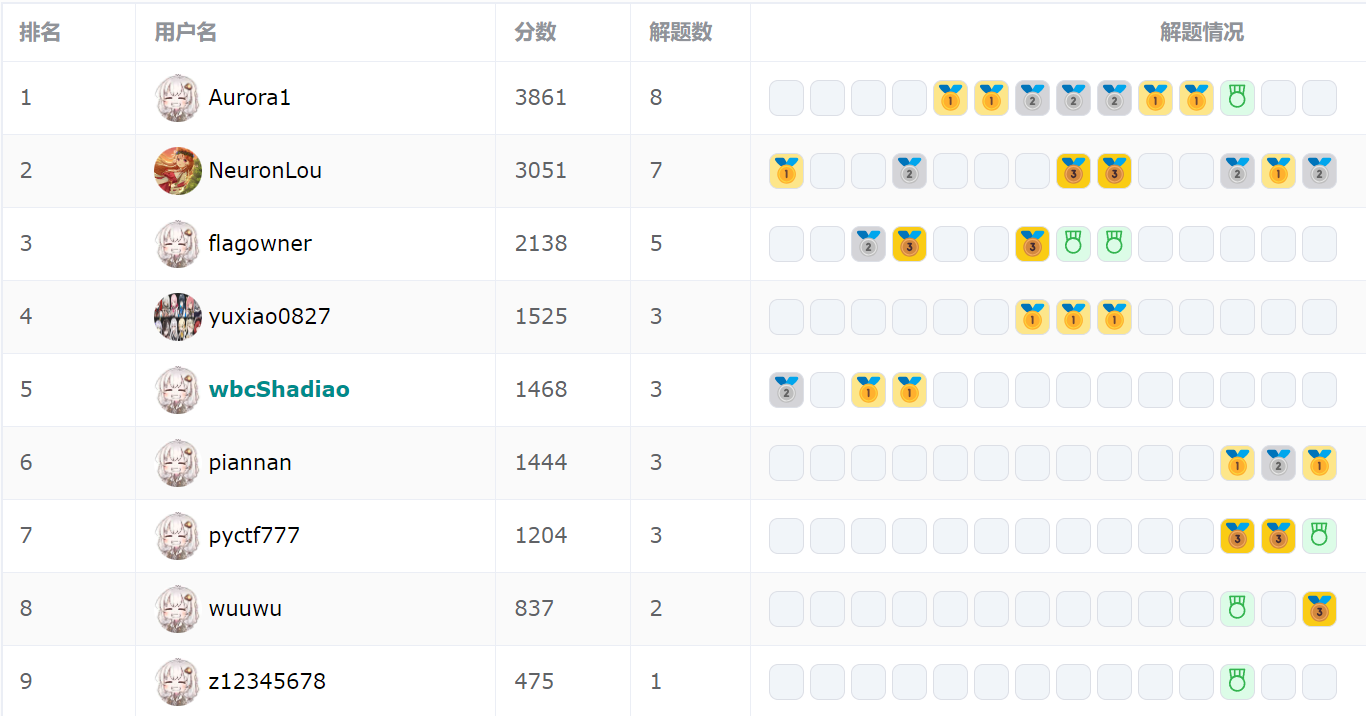 排名 用户名 分数 解题数 解题情况
1 Aurora1 3861 8 1 1 2 2 2 1 1
2 NeuronLou 3051 7 1 2 3 3 2 1 2
3 flagowner 2138 5 2 3 3
4 yuxiao0827 1525 3 1 1 1
5 wbcShadiao 1468 3 2 1 1
6 piannan 1444 3 1 2 1
7 pyctf777 1204 3 3 3
8 wuuwu 837 2 3
9 z12345678 475 1